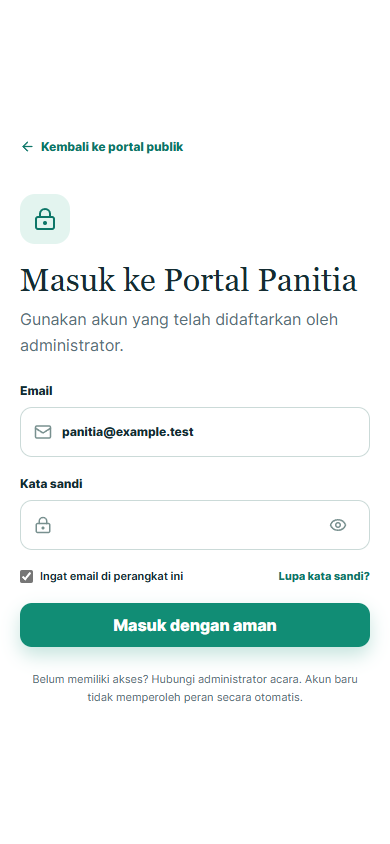 Kembali ke portal publik
Masuk ke Portal Panitia
Gunakan akun yang telah didaftarkan oleh
administrator.
Email
panitia@example.test
Kata sandi
Ingat email di perangkat ini
Lupa kata sandi?
Masuk dengan aman
Belum memiliki akses? Hubungi administrator acara. Akun baru
tidak memperoleh peran secara otomatis.